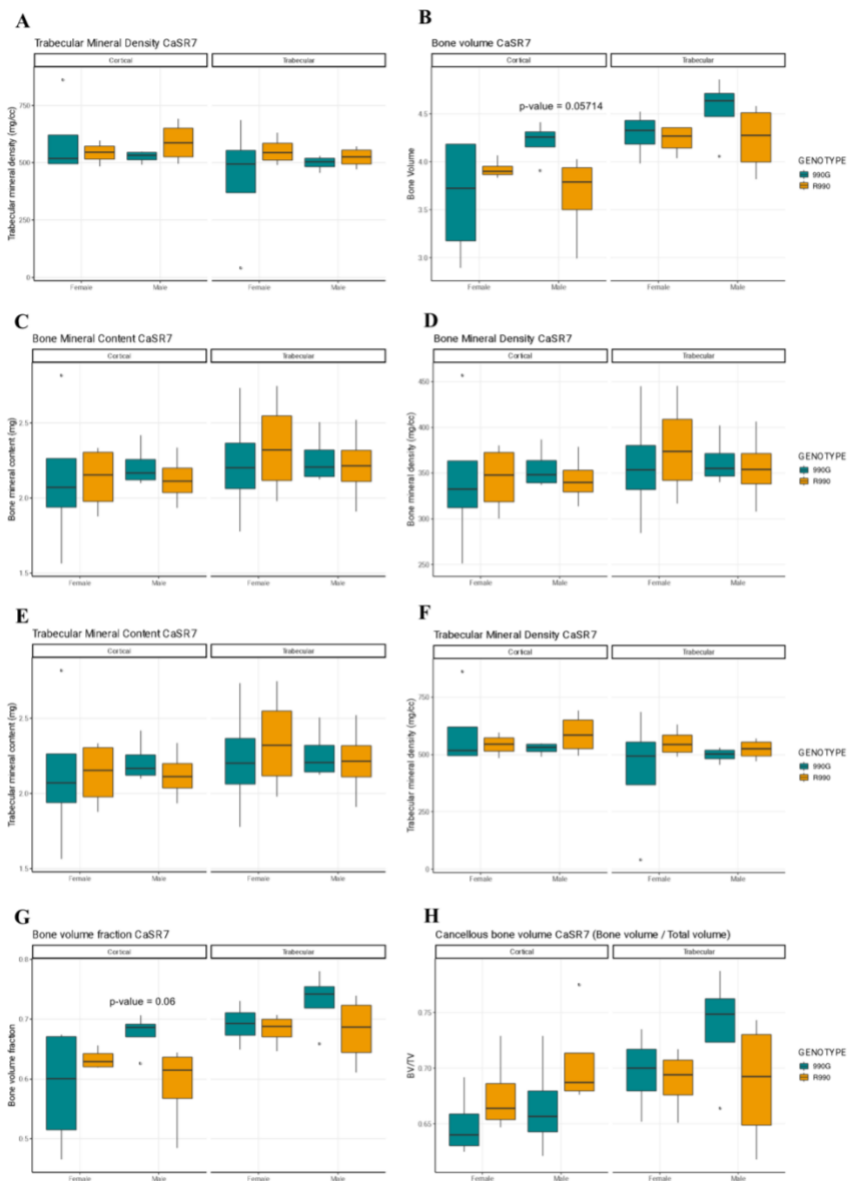 A
Trabecular Mineral Density CaSR7
Cortical
Trabecular
Trabecular mineral density (mg/cc)
750
500
250
0
Female
Male
Female
Male
B
Bone volume CaSR7
Cortical
Trabecular
p-value = 0.05714
Bone Volume
4.5
4.0
3.5
3.0
Female
Male
Female
Male
GENOTYPE
990G
R990
C
Bone Mineral Content CaSR7
Cortical
Trabecular
Bone mineral content (mg)
2.5
2.0
1.5
Female
Male
Female
Male
D
Bone Mineral Density CaSR7
Cortical
Trabecular
Bone mineral density (mg/cc)
450
400
350
300
250
Female
Male
Female
Male
GENOTYPE
990G
R990
E
Trabecular Mineral Content CaSR7
Cortical
Trabecular
Trabecular mineral content (mg)
2.5
2.0
1.5
Female
Male
Female
Male
F
Trabecular Mineral Density CaSR7
Cortical
Trabecular
Trabecular mineral density (mg/cc)
750
500
250
0
Female
Male
Female
Male
GENOTYPE
990G
R990
G
Bone volume fraction CaSR7
Cortical
Trabecular
p-value = 0.06
Bone volume fraction
0.8
0.7
0.6
0.5
Female
Male
Female
Male
H
Cancellous bone volume CaSR7 (Bone volume / Total volume)
Cortical
Trabecular
BV/TV
0.75
0.70
0.65
Female
Male
Female
Male
GENOTYPE
990G
R990